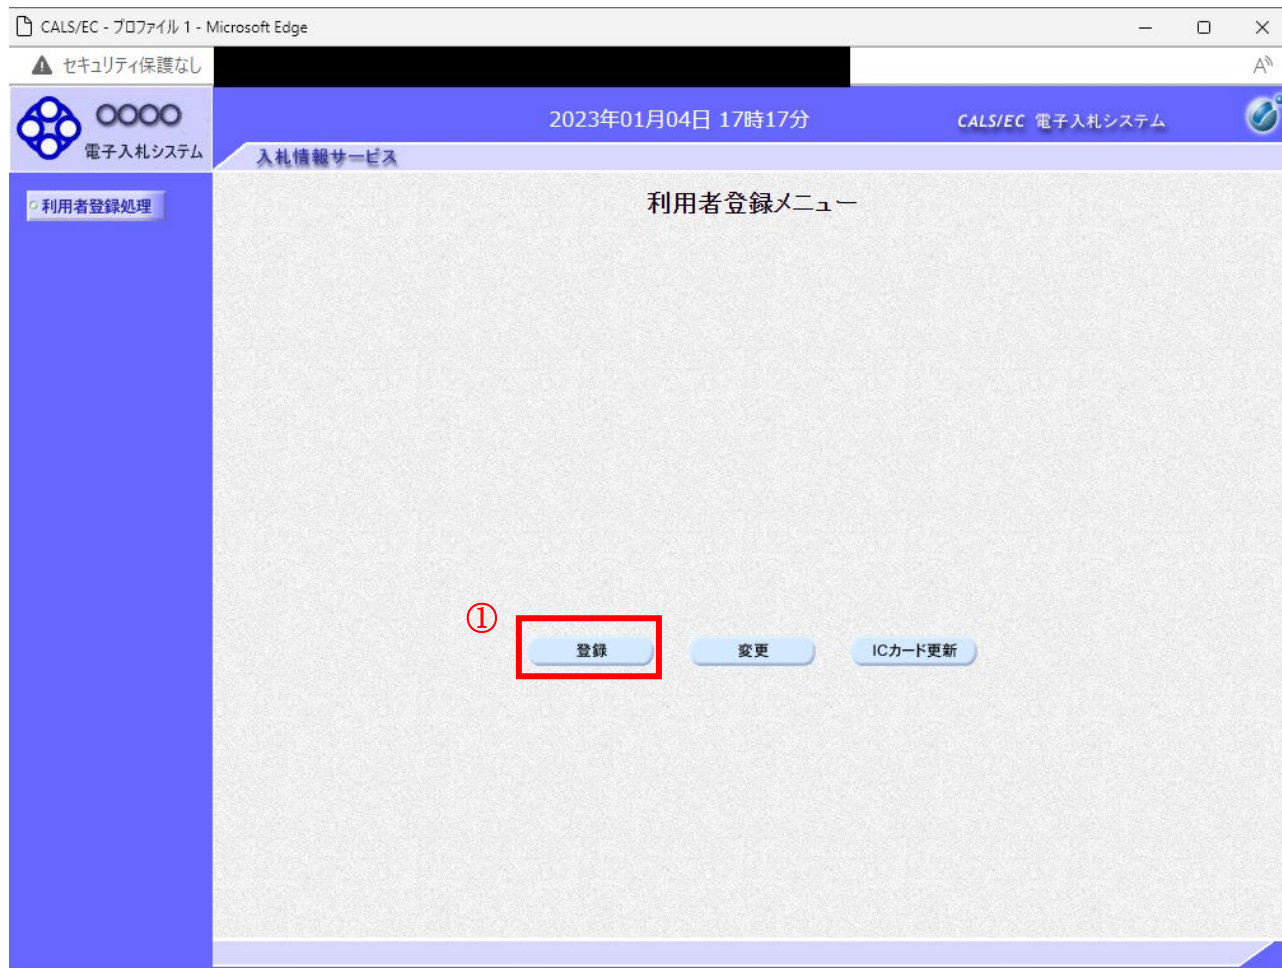 CALS/EC - プロファイル 1 - Microsoft Edge
セキュリティ保護なし
A
〇〇〇〇
電子入札システム
2023年01月04日 17時17分
CALS/EC 電子入札システム
入札情報サービス
利用者登録処理
利用者登録メニュー
①
登録
変更
ICカード更新